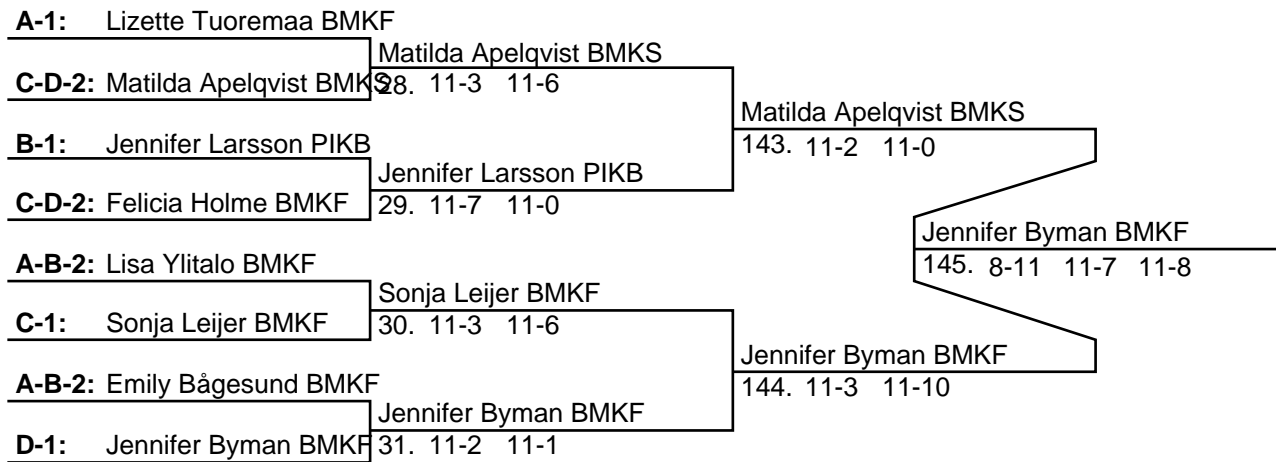 A-1: Lizette Tuoremaa BMKF
Matilda Apelqvist BMKS
C-D-2: Matilda Apelqvist BMKS
28. 11-3 11-6
Matilda Apelqvist BMKS
143. 11-2 11-0
B-1: Jennifer Larsson PIKB
Jennifer Larsson PIKB
C-D-2: Felicia Holme BMKF
29. 11-7 11-0
Jennifer Byman BMKF
145. 8-11 11-7 11-8
A-B-2: Lisa Ylitalo BMKF
Sonja Leijer BMKF
C-1: Sonja Leijer BMKF
30. 11-3 11-6
Jennifer Byman BMKF
144. 11-3 11-10
A-B-2: Emily Bågesund BMKF
Jennifer Byman BMKF
D-1: Jennifer Byman BMKF
31. 11-2 11-1